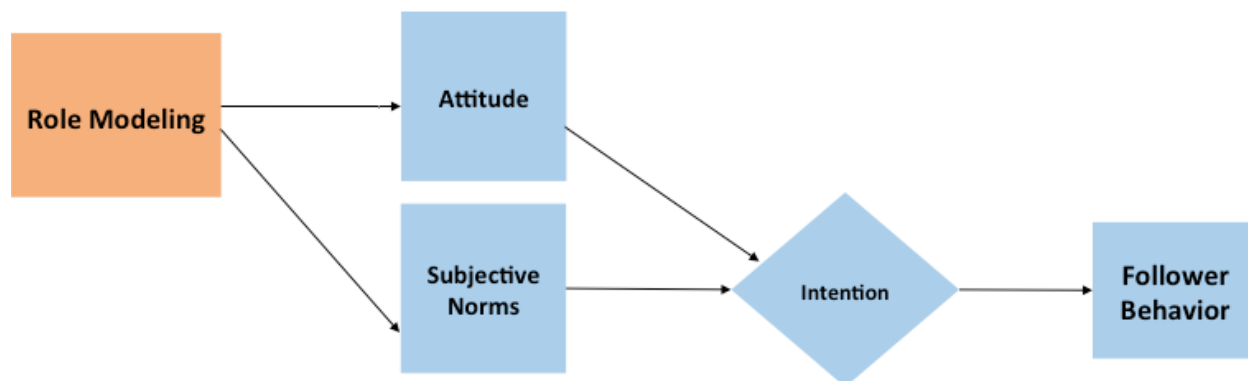 Role Modeling
Attitude
Subjective
Norms
Intention
Follower
Behavior